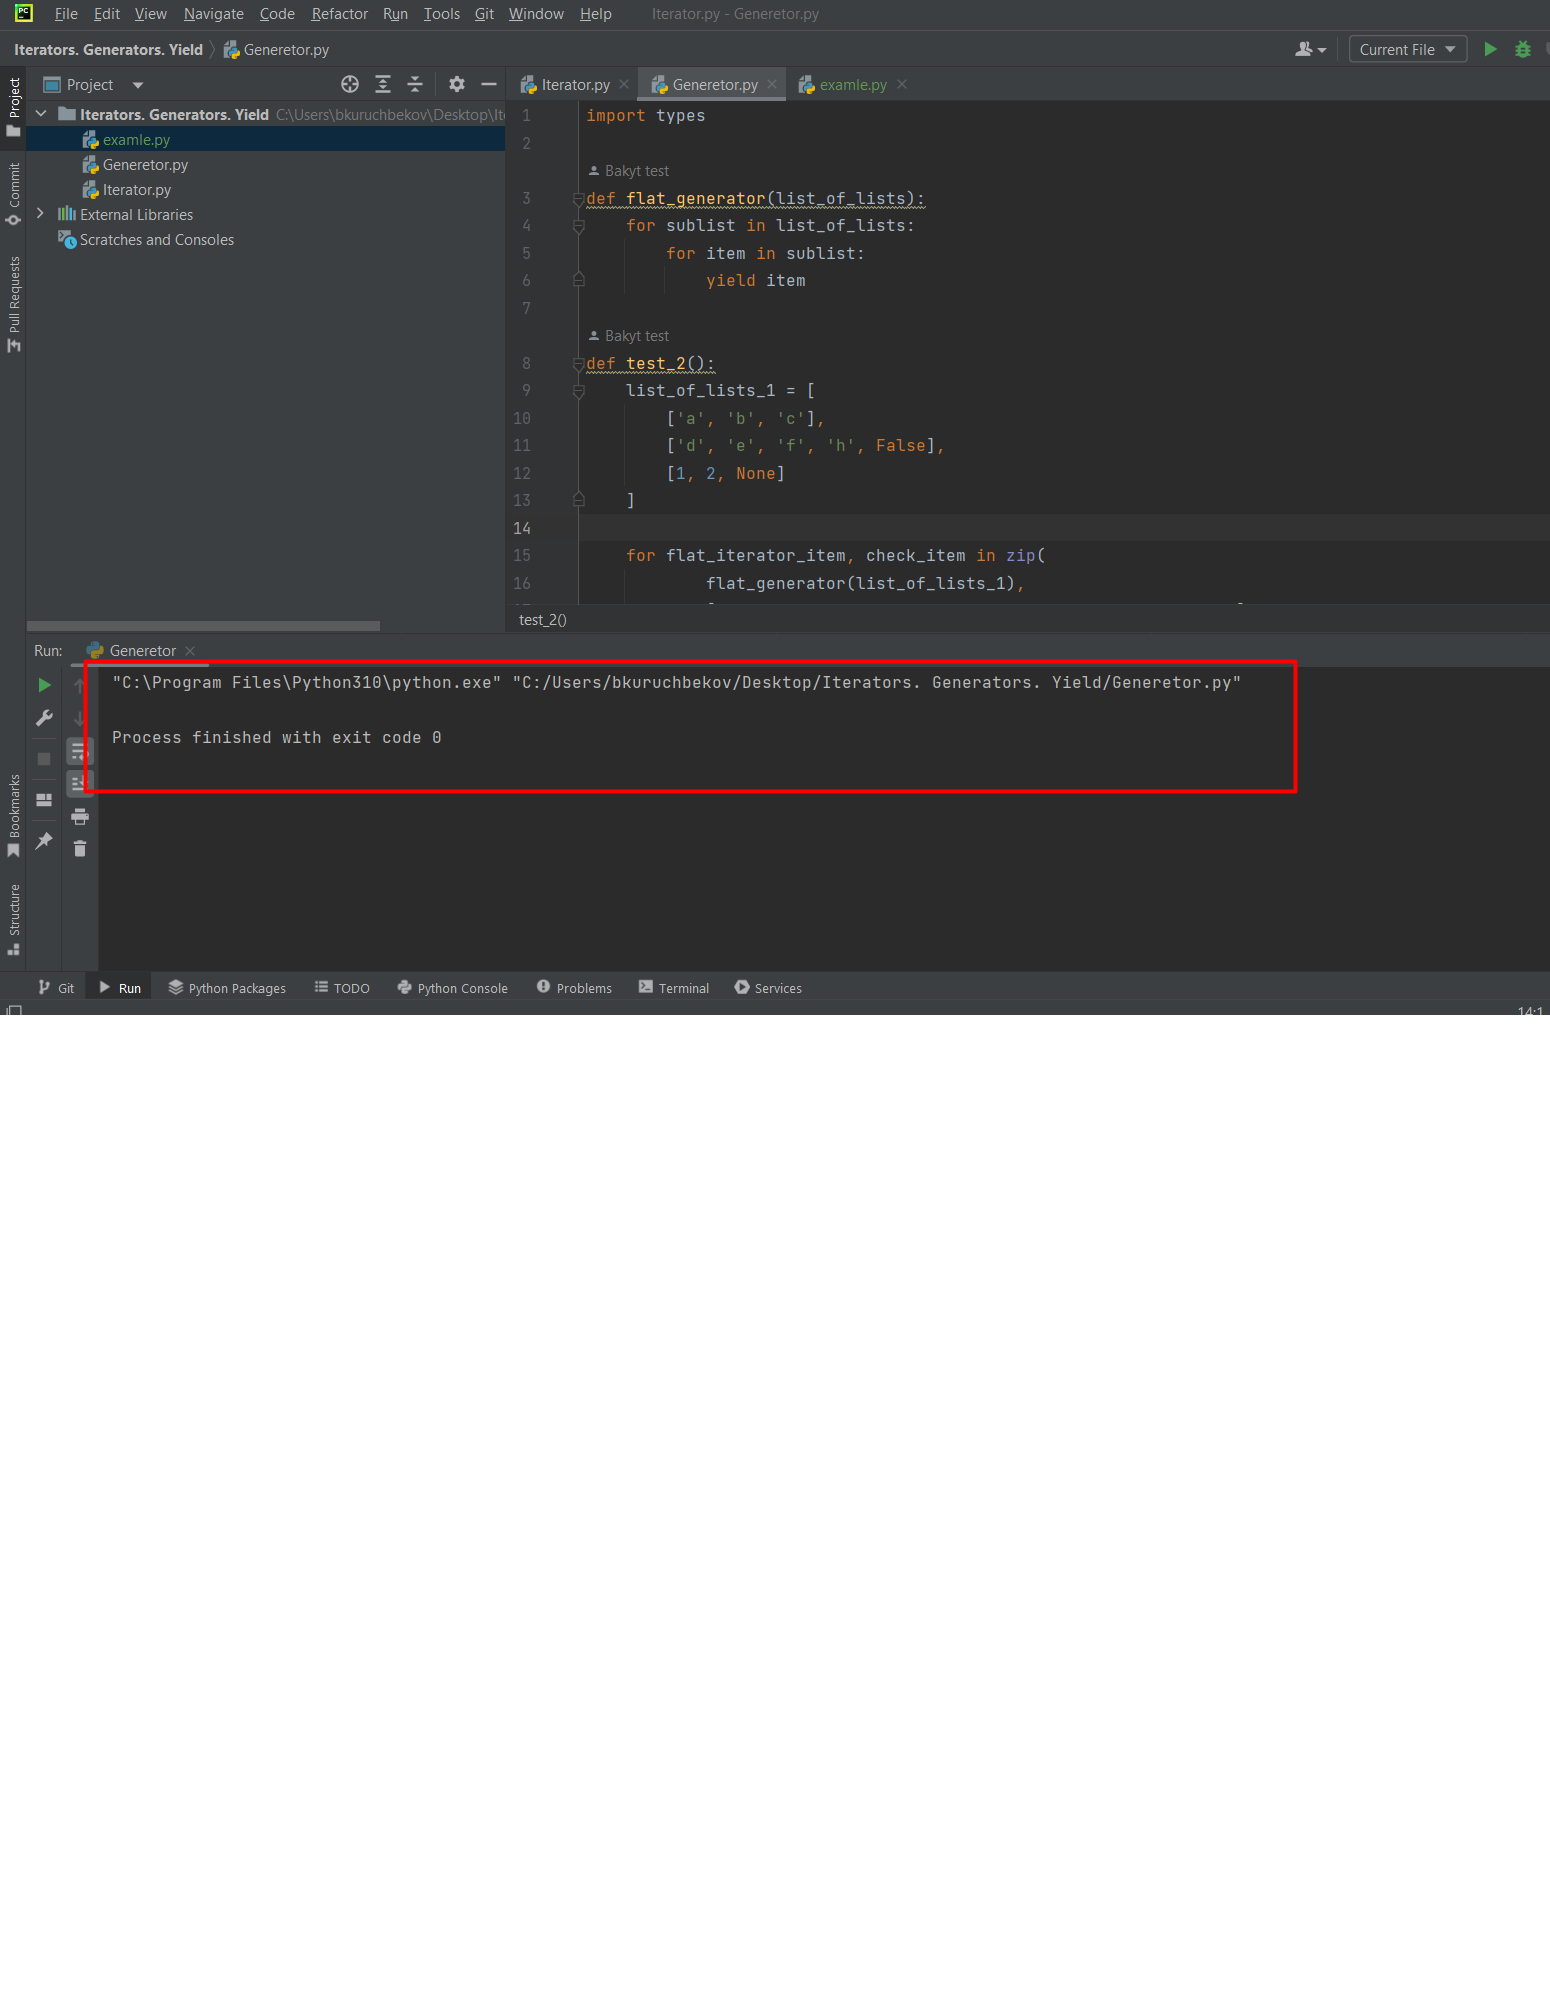 PC
File Edit View Navigate Code Refactor Run Tools Git Window Help Iterator.py - Generetor.py
Iterators. Generators. Yield Generetor.py Current File
Project
Project
Iterator.py Generetor.py examle.py
Iterators. Generators. Yield C:\Users\bkuruchbekov\Desktop\It
examle.py
Generetor.py
Iterator.py
External Libraries
Scratches and Consoles
Commit
Pull Requests
1 import types
2
Bakyt test
3 def flat_generator(list_of_lists):
4 for sublist in list_of_lists:
5 for item in sublist:
6 yield item
7
Bakyt test
8 def test_2():
9 list_of_lists_1 = [
10 ['a', 'b', 'c'],
11 ['d', 'e', 'f', 'h', False],
12 [1, 2, None]
13 ]
14
15 for flat_iterator_item, check_item in zip(
16 flat_generator(list_of_lists_1),
test_2()
Run: Generetor
"C:\Program Files\Python310\python.exe" "C:/Users/bkuruchbekov/Desktop/Iterators. Generators. Yield/Generetor.py"
Process finished with exit code 0
Bookmarks
Structure
Git Run Python Packages TODO Python Console Problems Terminal Services
14:1